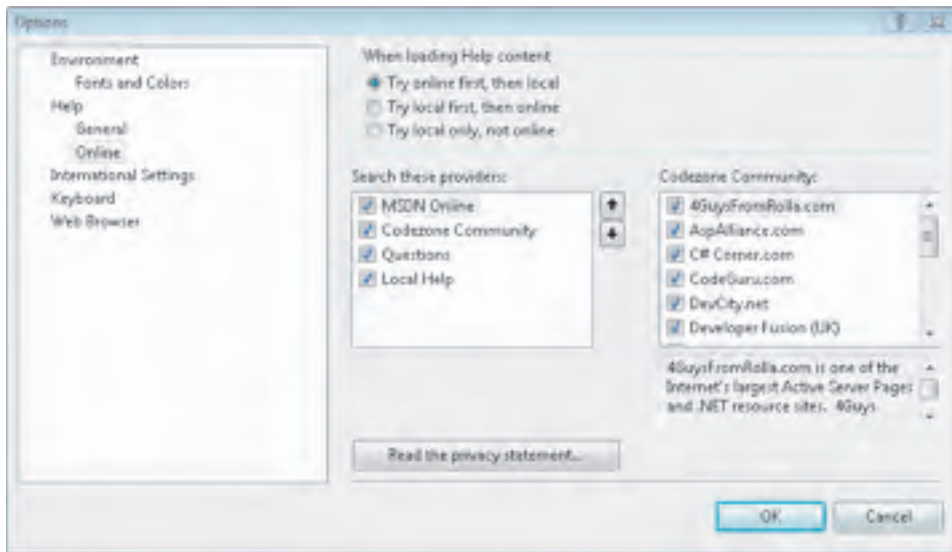 Options
Environment
Fonts and Colors
Help
General
Online
International Settings
Keyboard
Web Browser
When loading Help content
Try online first, then local
Try local first, then online
Try local only, not online
Search these providers:
MSDN Online
Codezone Community
Questions
Local Help
Codezone Community:
4GuysFromRolla.com
AspAlliance.com
C# Corner.com
CodeGuru.com
DevCity.net
Developer Fusion (UK)
4GuysFromRolla.com is one of the
Internet's largest Active Server Pages
and .NET resource sites. 4Guys
Read the privacy statement...
OK
Cancel